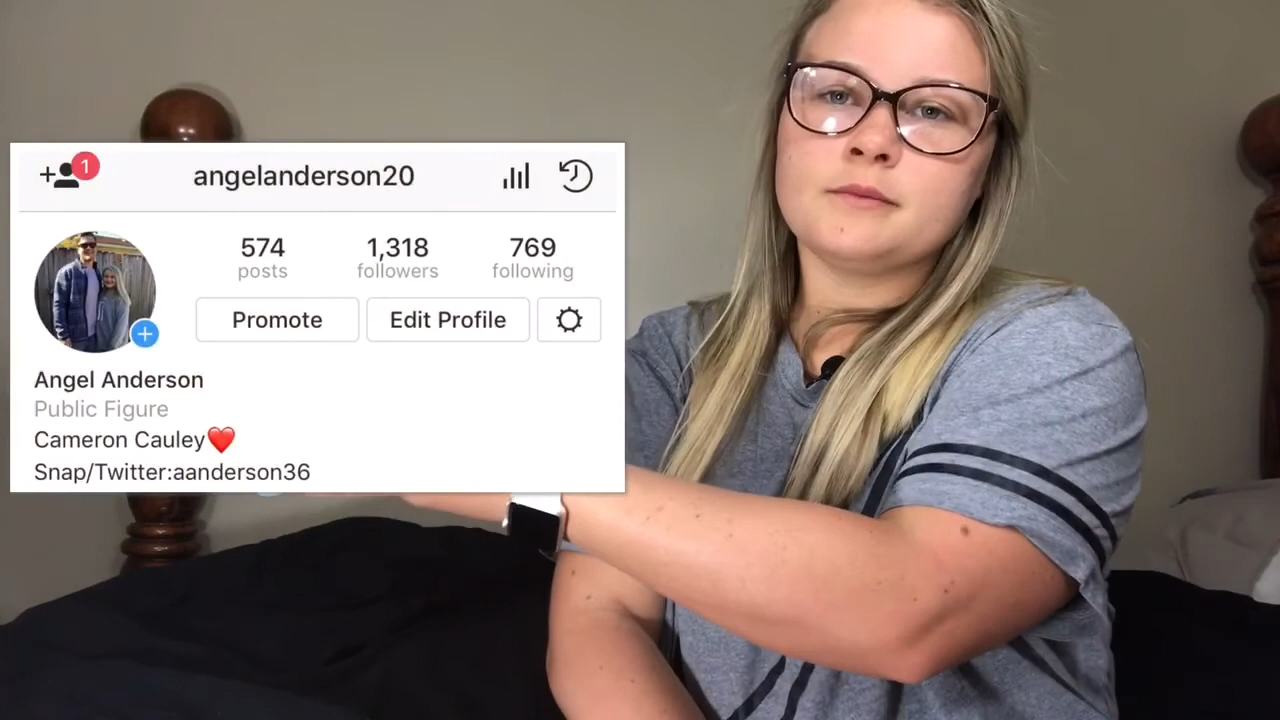 1
angelanderson20
574 1,318 769
posts followers following
Promote Edit Profile
Angel Anderson
Public Figure
Cameron Cauley❤️
Snap/Twitter:aanderson36